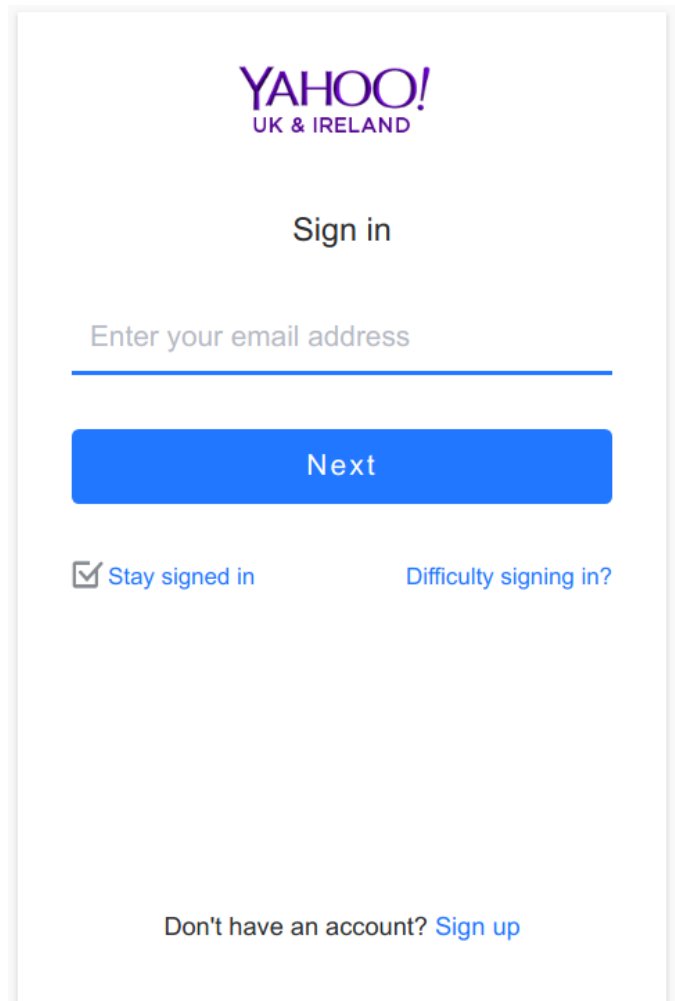 YAHOO!
UK & IRELAND
Sign in
Enter your email address
Next
Stay signed in Difficulty signing in?
Don't have an account? Sign up